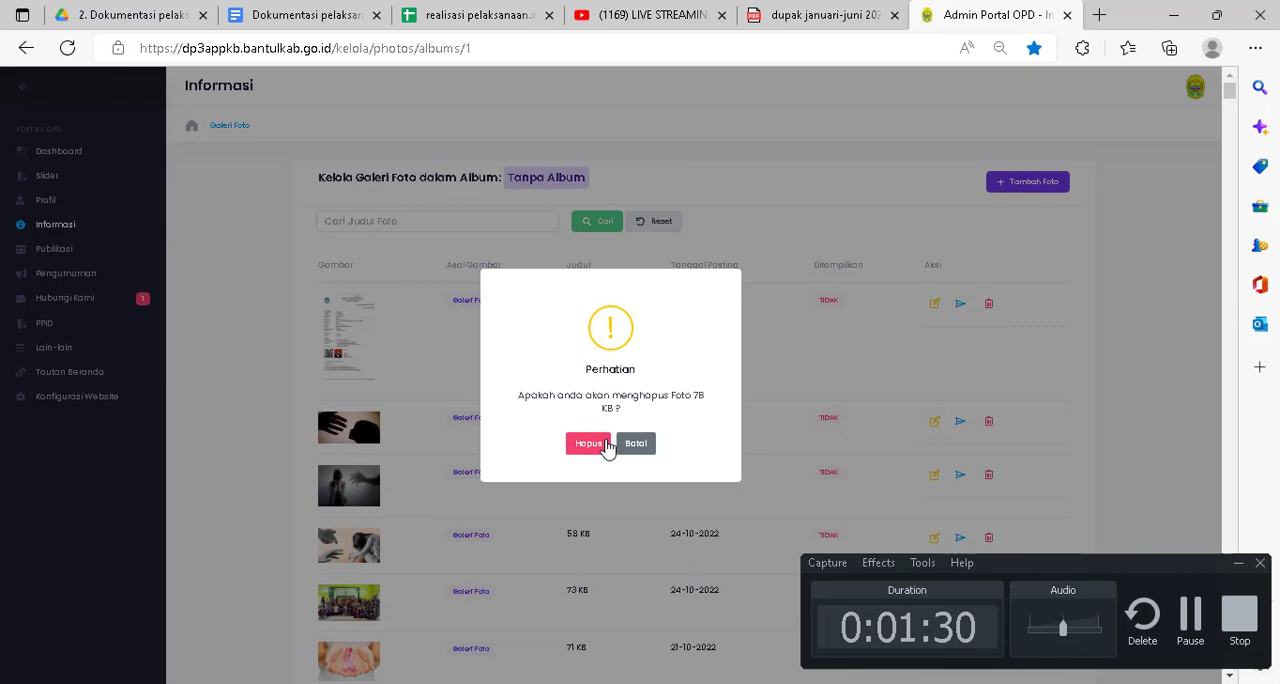 2. Dokumentasi pelaks
Dokumentasi pelaksan
realisasi pelaksanaan.x
(1169) LIVE STREAMIN
dupak januari-juni 202
Admin Portal OPD - In
https://dp3appkb.bantulkab.go.id/kelola/photos/albums/1
Informasi
Galeri Foto
PORTAL OPD
Dashboard
Slider
Profil
Informasi
Publikasi
Pengumuman
Hubungi Kami
1
PPID
Lain-lain
Tautan Beranda
Konfigurasi Website
Kelola Galeri Foto dalam Album: Tanpa Album
+ Tambah Foto
Cari Judul Foto
Cari
Reset
Gambar Asal Gambar Judul Tanggal Posting Ditampilkan Aksi
Galeri F TIDAK
Galeri F TIDAK
Galeri F TIDAK
Galeri Foto 58 KB 24-10-2022 TIDAK
Galeri Foto 73 KB 24-10-2022
Galeri Foto 71 KB 21-10-2022
Perhatian
Apakah anda akan menghapus Foto 7B
KB ?
Hapus
Batal
Capture Effects Tools Help
Duration
0:01:30
Audio
Delete
Pause
Stop